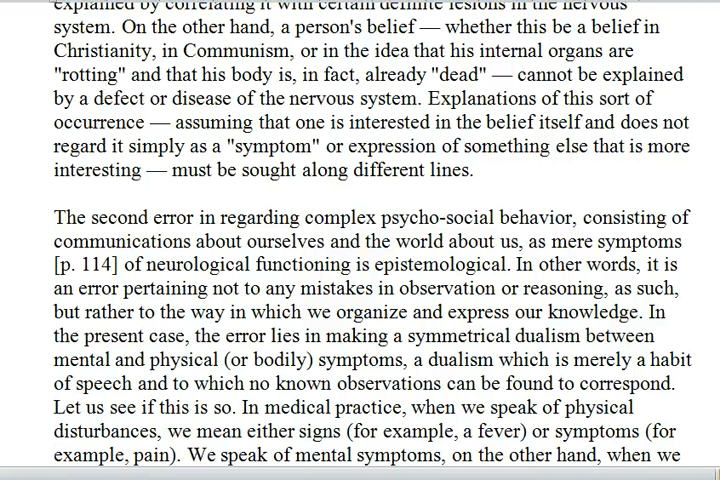 explained by correlating it with certain definite lesions in the nervous
system. On the other hand, a person's belief — whether this be a belief in
Christianity, in Communism, or in the idea that his internal organs are
"rotting" and that his body is, in fact, already "dead" — cannot be explained
by a defect or disease of the nervous system. Explanations of this sort of
occurrence — assuming that one is interested in the belief itself and does not
regard it simply as a "symptom" or expression of something else that is more
interesting — must be sought along different lines.
The second error in regarding complex psycho-social behavior, consisting of
communications about ourselves and the world about us, as mere symptoms
[p. 114] of neurological functioning is epistemological. In other words, it is
an error pertaining not to any mistakes in observation or reasoning, as such,
but rather to the way in which we organize and express our knowledge. In
the present case, the error lies in making a symmetrical dualism between
mental and physical (or bodily) symptoms, a dualism which is merely a habit
of speech and to which no known observations can be found to correspond.
Let us see if this is so. In medical practice, when we speak of physical
disturbances, we mean either signs (for example, a fever) or symptoms (for
example, pain). We speak of mental symptoms, on the other hand, when we